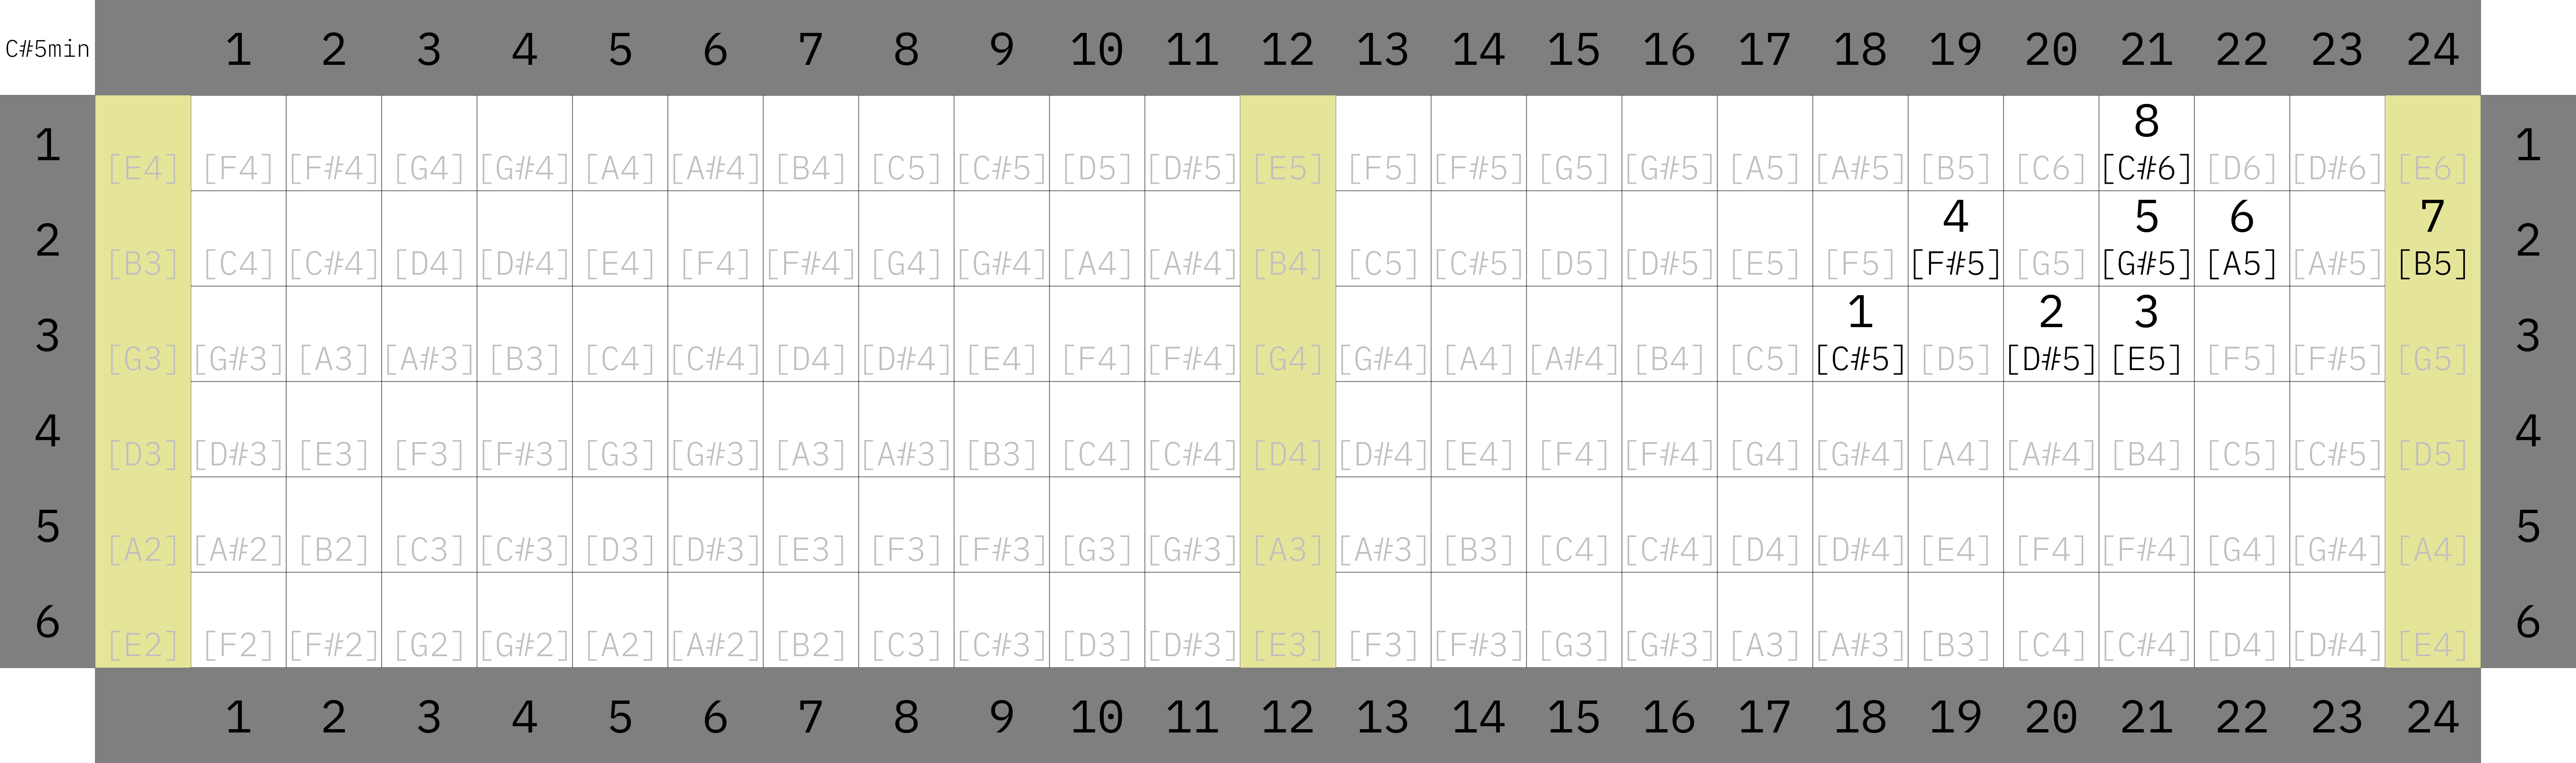 C#5min 1 2 3 4 5 6 7 8 9 10 11 12 13 14 15 16 17 18 19 20 21 22 23 24
8
1 [E4] [F4] [F#4] [G4] [G#4] [A4] [A#4] [B4] [C5] [C#5] [D5] [D#5] [E5] [F5] [F#5] [G5] [G#5] [A5] [A#5] [B5] [C6] [C#6] [D6] [D#6] [E6] 1
4 5 6 7
2 [B3] [C4] [C#4] [D4] [D#4] [E4] [F4] [F#4] [G4] [G#4] [A4] [A#4] [B4] [C5] [C#5] [D5] [D#5] [E5] [F5] [F#5] [G5] [G#5] [A5] [A#5] [B5] 2
1 2 3
3 [G3] [G#3] [A3] [A#3] [B3] [C4] [C#4] [D4] [D#4] [E4] [F4] [F#4] [G4] [G#4] [A4] [A#4] [B4] [C5] [C#5] [D5] [D#5] [E5] [F5] [F#5] [G5] 3
4 [D3] [D#3] [E3] [F3] [F#3] [G3] [G#3] [A3] [A#3] [B3] [C4] [C#4] [D4] [D#4] [E4] [F4] [F#4] [G4] [G#4] [A4] [A#4] [B4] [C5] [C#5] [D5] 4
5 [A2] [A#2] [B2] [C3] [C#3] [D3] [D#3] [E3] [F3] [F#3] [G3] [G#3] [A3] [A#3] [B3] [C4] [C#4] [D4] [D#4] [E4] [F4] [F#4] [G4] [G#4] [A4] 5
6 [E2] [F2] [F#2] [G2] [G#2] [A2] [A#2] [B2] [C3] [C#3] [D3] [D#3] [E3] [F3] [F#3] [G3] [G#3] [A3] [A#3] [B3] [C4] [C#4] [D4] [D#4] [E4] 6
1 2 3 4 5 6 7 8 9 10 11 12 13 14 15 16 17 18 19 20 21 22 23 24